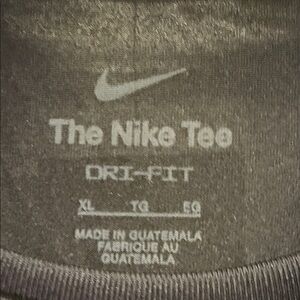 The Nike Tee
DRI-FIT
XL TG EG
MADE IN GUATEMALA
FABRIQUE AU
GUATEMALA